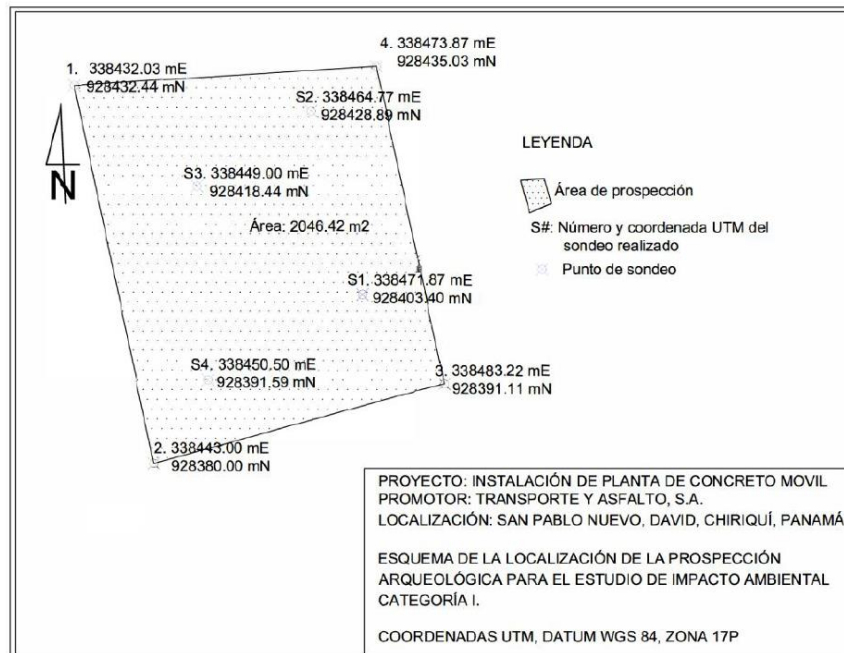 4. 338473.87 mE
928435.03 mN
1. 338432.03 mE
928432.44 mN
S2. 338464.77 mE
928428.89 mN
N
S3. 338449.00 mE
928418.44 mN
Área: 2046.42 m2
S1. 338471.87 mE
928403.40 mN
S4. 338450.50 mE
928391.59 mN
3. 338483.22 mE
928391.11 mN
2. 338443.00 mE
928380.00 mN
LEYENDA
Área de prospección
S#: Número y coordenada UTM del
sondeo realizado
Punto de sondeo
PROYECTO: INSTALACIÓN DE PLANTA DE CONCRETO MOVIL
PROMOTOR: TRANSPORTE Y ASFALTO, S.A.
LOCALIZACIÓN: SAN PABLO NUEVO, DAVID, CHIRIQUÍ, PANAMÁ
ESQUEMA DE LA LOCALIZACIÓN DE LA PROSPECCIÓN
ARQUEOLÓGICA PARA EL ESTUDIO DE IMPACTO AMBIENTAL
CATEGORÍA I.
COORDENADAS UTM, DATUM WGS 84, ZONA 17P